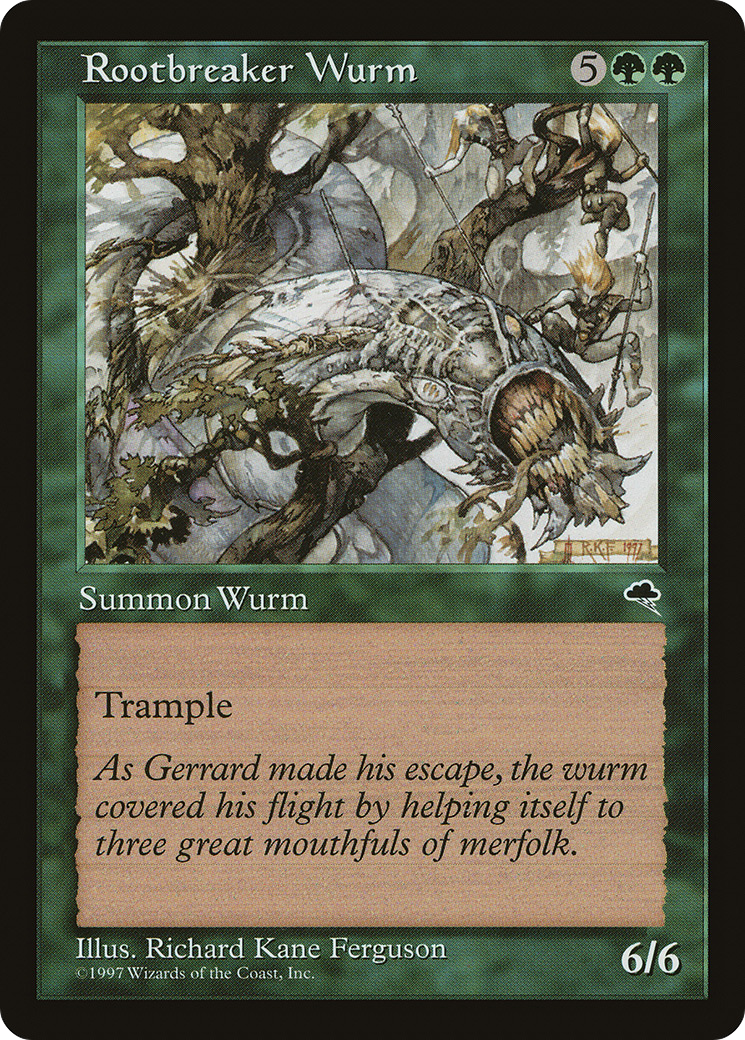 Rootbreaker Wurm 5
R.K.F 1997
Summon Wurm
Trample
As Gerrard made his escape, the wurm
covered his flight by helping itself to
three great mouthfuls of merfolk.
Illus. Richard Kane Ferguson
©1997 Wizards of the Coast, Inc.
6/6